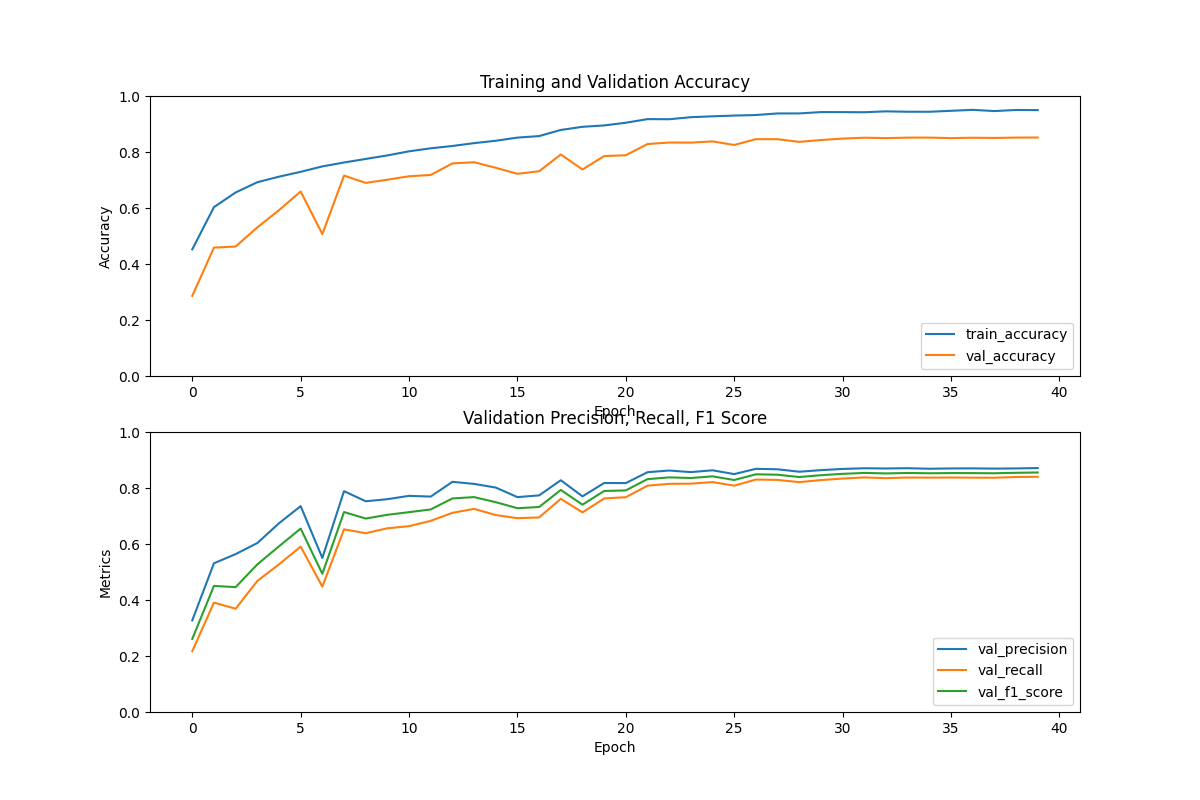 Training and Validation Accuracy
1.0
0.8
0.6
0.4
0.2
0.0
Accuracy
train_accuracy
val_accuracy
0 5 10 15 20 25 30 35 40
Epoch
Validation Precision, Recall, F1 Score
1.0
0.8
0.6
0.4
0.2
0.0
Metrics
val_precision
val_recall
val_f1_score
0 5 10 15 20 25 30 35 40
Epoch